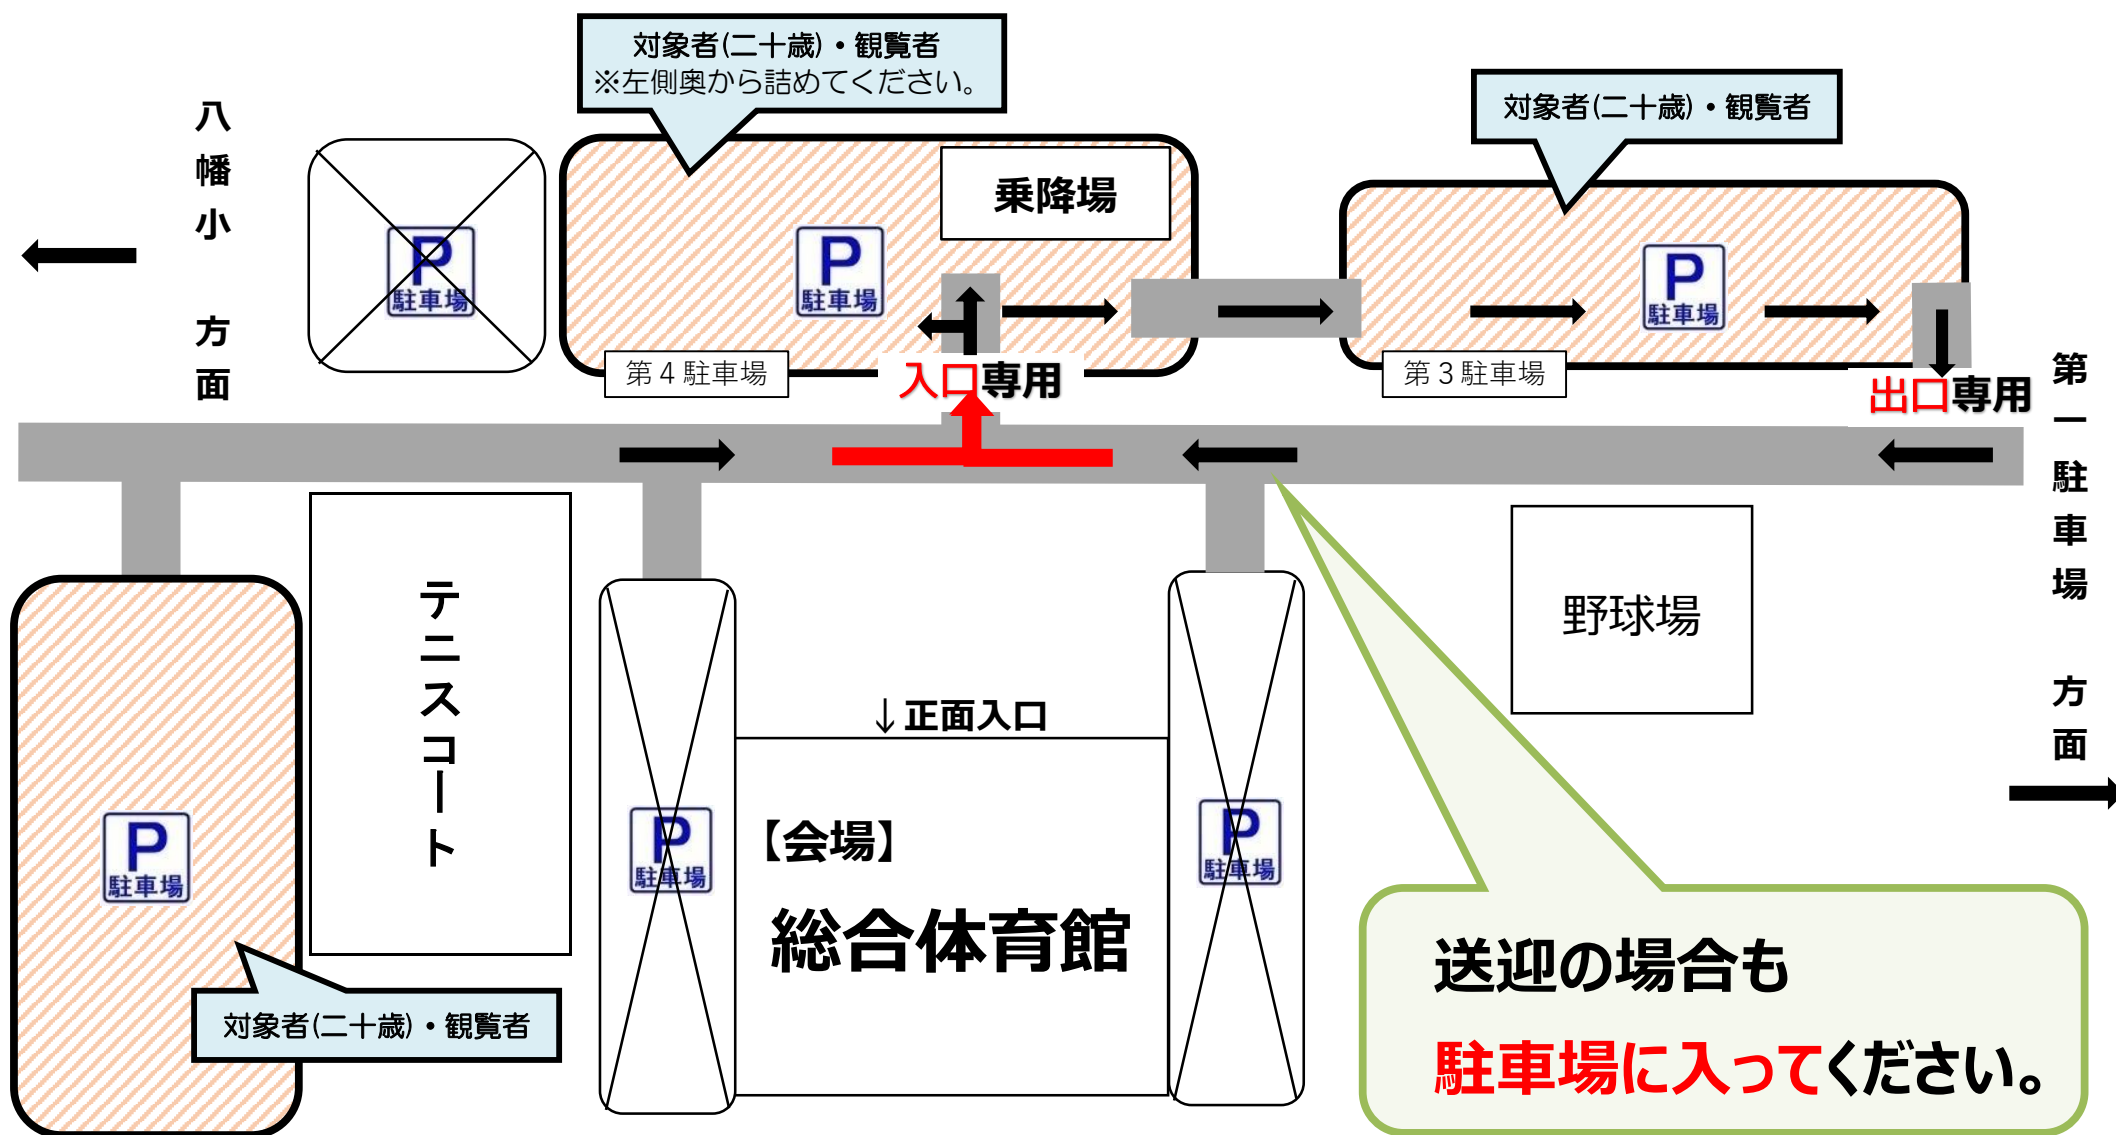 対象者(二十歳)・観覧者
※左側奥から詰めてください。
対象者(二十歳)・観覧者
八幡小 方面
乗降場
P
駐車場
P
駐車場
P
駐車場
第4駐車場
入口専用
第3駐車場
出口専用
第一駐車場 方面
テニスコート
野球場
↓正面入口
P
駐車場
P
駐車場
P
駐車場
【会場】
総合体育館
対象者(二十歳)・観覧者
送迎の場合も
駐車場に入ってください。